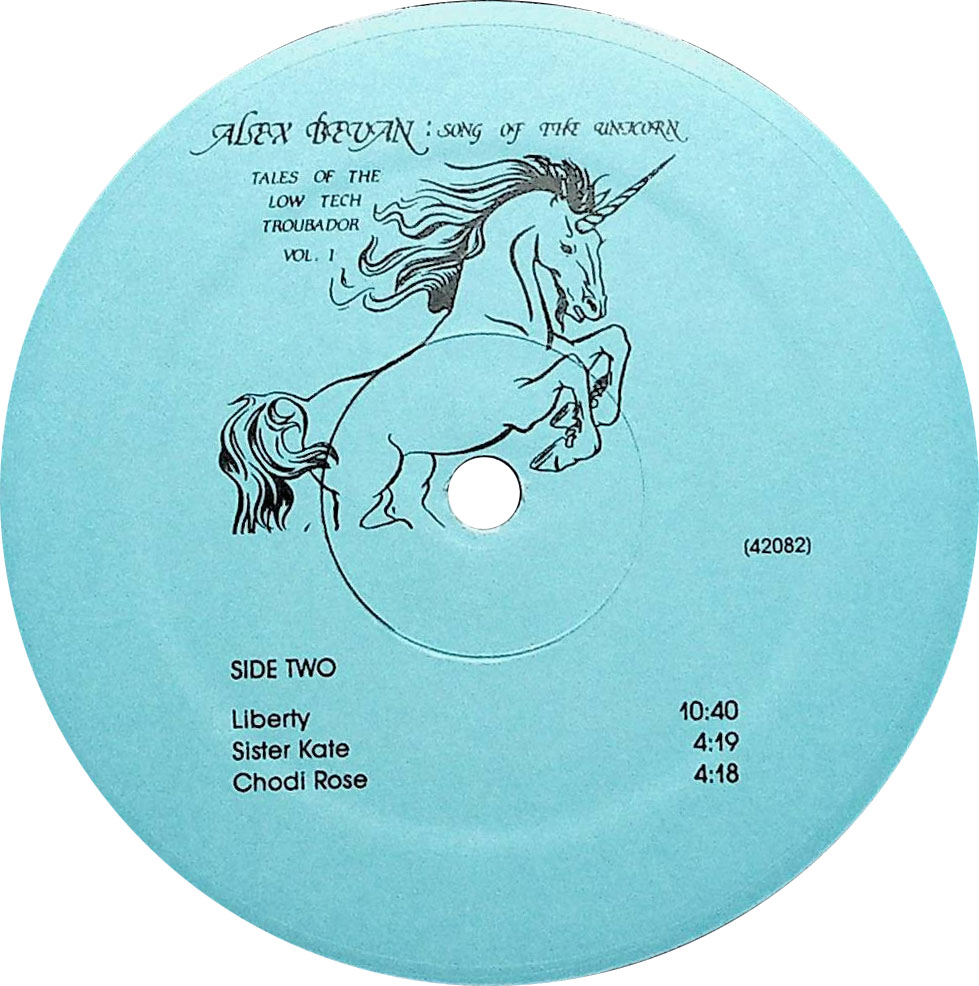 ALEX BEVAN : SONG OF THE UNICORN
TALES OF THE
LOW TECH
TROUBADOR
VOL. 1
(42082)
SIDE TWO
Liberty 10:40
Sister Kate 4:19
Chodi Rose 4:18